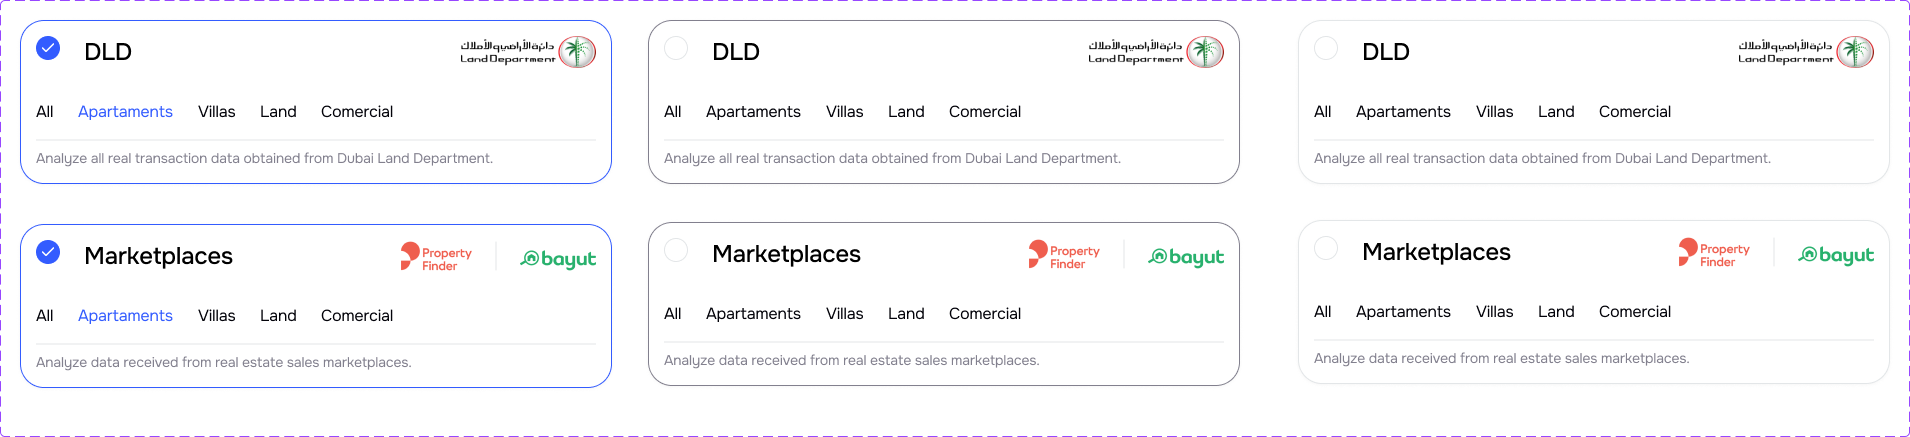 DLD
دائرة الأراضي والأملاك
Land Department
All Apartaments Villas Land Comercial
Analyze all real transaction data obtained from Dubai Land Department.
DLD
دائرة الأراضي والأملاك
Land Department
All Apartaments Villas Land Comercial
Analyze all real transaction data obtained from Dubai Land Department.
DLD
دائرة الأراضي والأملاك
Land Department
All Apartaments Villas Land Comercial
Analyze all real transaction data obtained from Dubai Land Department.
Marketplaces
Property
Finder
bayut
All Apartaments Villas Land Comercial
Analyze data received from real estate sales marketplaces.
Marketplaces
Property
Finder
bayut
All Apartaments Villas Land Comercial
Analyze data received from real estate sales marketplaces.
Marketplaces
Property
Finder
bayut
All Apartaments Villas Land Comercial
Analyze data received from real estate sales marketplaces.